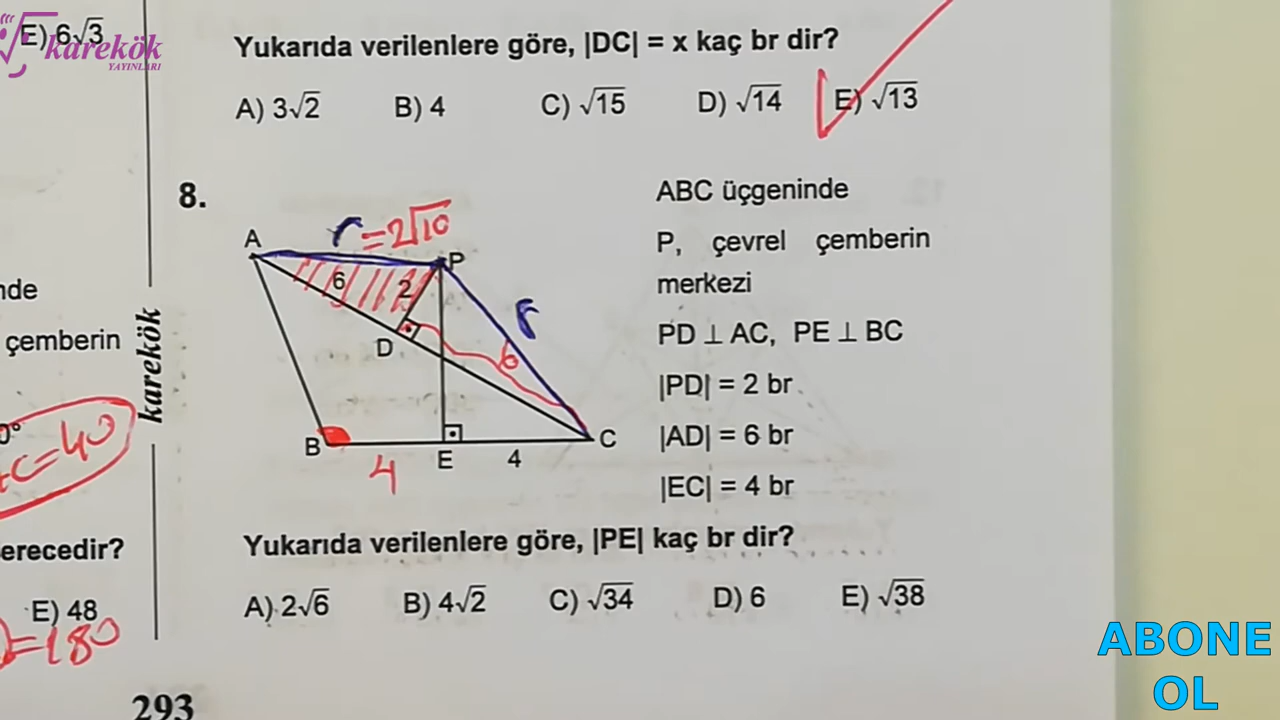 E) 6√3
karekök
YAYINLARI
Yukarıda verilenlere göre, |DC| = x kaç br dir?
A) 3√2 B) 4 C) √15 D) √14 E) √13
8.
r = 2√10
A
P
6
2
r
6
D
B
E
4
C
4
ABC üçgeninde
P, çevrel çemberin
merkezi
PD ⊥ AC, PE ⊥ BC
|PD| = 2 br
|AD| = 6 br
|EC| = 4 br
Yukarıda verilenlere göre, |PE| kaç br dir?
A) 2√6 B) 4√2 C) √34 D) 6 E) √38
nde
çemberin
karekök
0°
+c=40
erecedir?
E) 48
=180
293
ABONE
OL